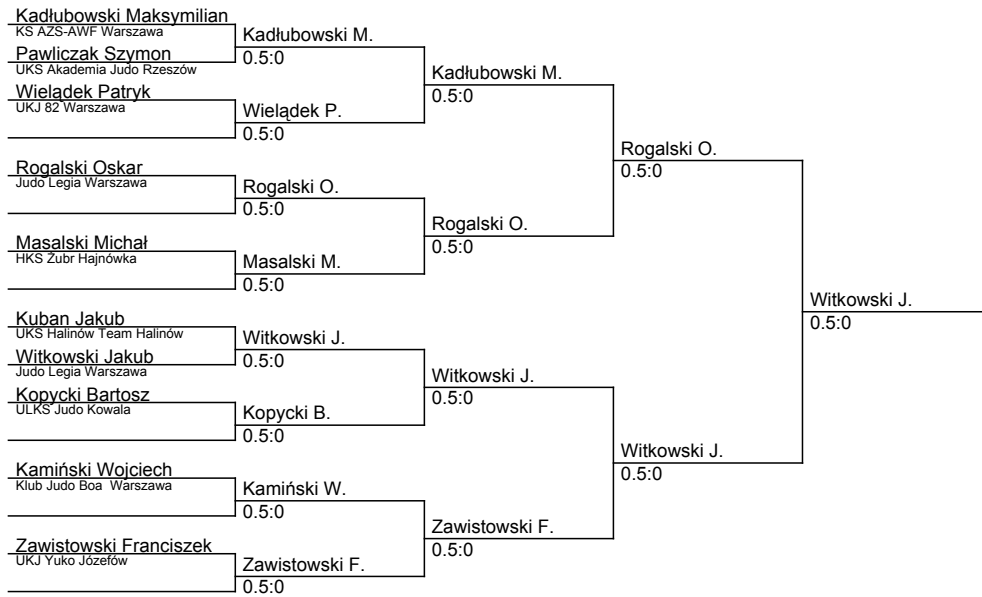 Kadłubowski Maksymilian
KS AZS-AWF Warszawa
Pawliczak Szymon
UKS Akademia Judo Rzeszów
Wielądek Patryk
UKJ 82 Warszawa
Rogalski Oskar
Judo Legia Warszawa
Masalski Michał
HKS Żubr Hajnówka
Kuban Jakub
UKS Halinów Team Halinów
Witkowski Jakub
Judo Legia Warszawa
Kopycki Bartosz
ULKS Judo Kowala
Kamiński Wojciech
Klub Judo Boa  Warszawa
Zawistowski Franciszek
UKJ Yuko Józefów
Kadłubowski M.
0.5:0
Wielądek P.
0.5:0
Rogalski O.
0.5:0
Masalski M.
0.5:0
Witkowski J.
0.5:0
Kopycki B.
0.5:0
Kamiński W.
0.5:0
Zawistowski F.
0.5:0
Kadłubowski M.
0.5:0
Rogalski O.
0.5:0
Witkowski J.
0.5:0
Zawistowski F.
0.5:0
Rogalski O.
0.5:0
Witkowski J.
0.5:0
Witkowski J.
0.5:0